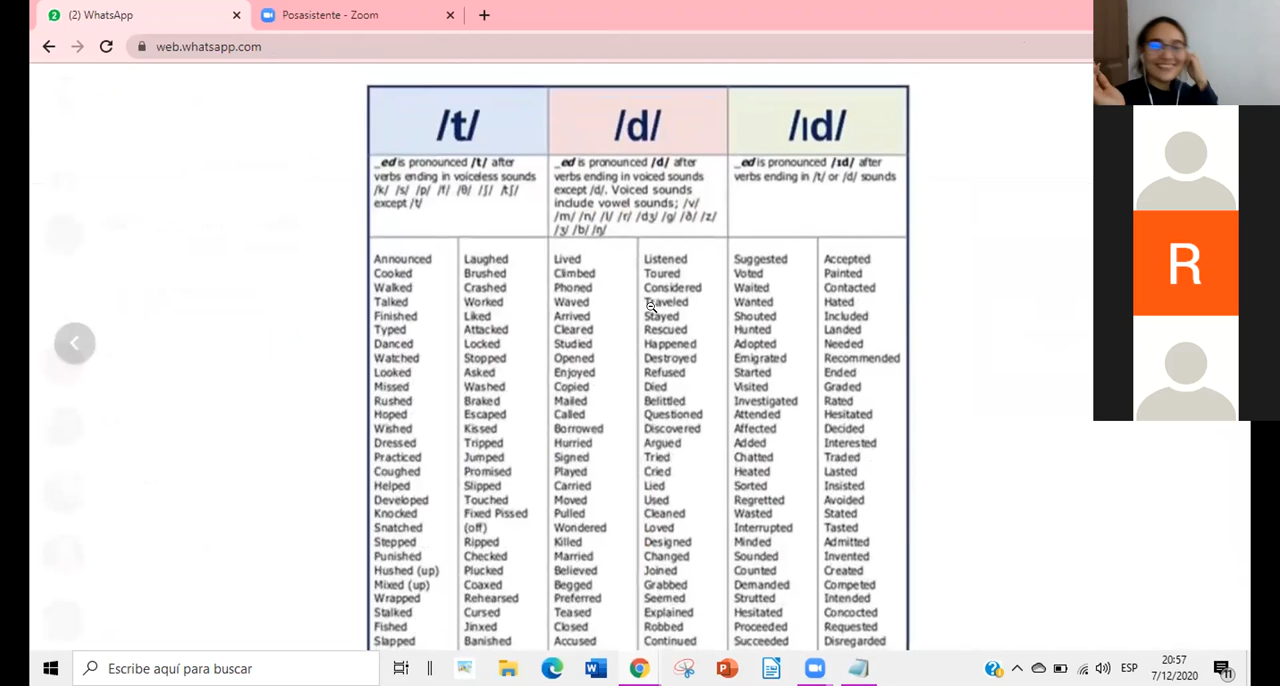 (2) WhatsApp
Posasistente - Zoom
web.whatsapp.com
/t/ /d/ /ɪd/
_ed is pronounced /t/ after
verbs ending in voiceless sounds
/k/ /s/ /p/ /f/ /θ/ /ʃ/ /tʃ/
except /t/
_ed is pronounced /d/ after
verbs ending in voiced sounds
except /d/. Voiced sounds
include vowel sounds; /v/
/m/ /n/ /l/ /r/ /dʒ/ /g/ /ð/ /z/
/ʒ/ /b/ /ŋ/
_ed is pronounced /ɪd/ after
verbs ending in /t/ or /d/ sounds
Announced Laughed Lived Listened Suggested Accepted
Cooked Brushed Climbed Toured Voted Painted
Walked Crashed Phoned Considered Waited Contacted
Talked Worked Waved Traveled Wanted Hated
Finished Liked Arrived Stayed Shouted Included
Typed Attacked Cleared Rescued Hunted Landed
Danced Locked Studied Happened Adopted Needed
Watched Stopped Opened Destroyed Emigrated Recommended
Looked Asked Enjoyed Refused Started Ended
Missed Washed Copied Died Visited Graded
Rushed Braked Mailed Belittled Investigated Rated
Hoped Escaped Called Questioned Attended Hesitated
Wished Kissed Borrowed Discovered Affected Decided
Dressed Tripped Hurried Argued Added Interested
Practiced Jumped Signed Tried Chatted Traded
Coughed Promised Played Cried Heated Lasted
Helped Slipped Carried Lied Sorted Insisted
Developed Touched Moved Used Regretted Avoided
Knocked Fixed Pissed Pulled Cleaned Wasted Stated
Snatched (off) Wondered Loved Interrupted Tasted
Stepped Ripped Killed Designed Minded Admitted
Punished Checked Married Changed Sounded Invented
Hushed (up) Plucked Believed Joined Counted Created
Mixed (up) Coaxed Begged Grabbed Demanded Competed
Wrapped Rehearsed Preferred Seemed Strutted Intended
Stalked Cursed Teased Explained Hesitated Concocted
Fished Jinxed Closed Robbed Proceeded Requested
Slapped Banished Accused Continued Succeeded Disregarded
R
Escribe aquí para buscar
ESP
20:57
7/12/2020
11